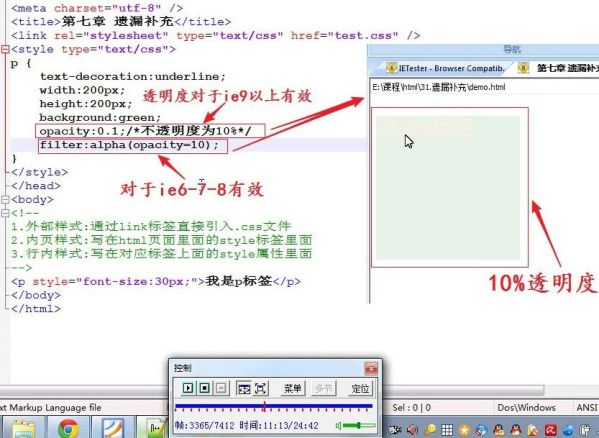 <meta charset="utf-8" />
<title>第七章 遗漏补充</title>
<link rel="stylesheet" type="text/css" href="test.css" />
<style type="text/css">
p {
text-decoration:underline;
width:200px;
height:200px;
background:green;
opacity:0.1;/*不透明度为10%*/
filter:alpha(opacity=10);
}
</style>
</head>
<body>
<!--
1.外部样式:通过link标签直接引入.css文件
2.内页样式:写在html页面里面的style标签里面
3.行内样式:写在对应标签上面的style属性里面
-->
<p style="font-size:30px;">我是p标签</p>
</body>
</html>
透明度对于ie9以上有效
对于ie6-7-8有效
导航
IETester - Browser Compatib.
第七章 遗漏补
E:\课程\html\31.遗漏补充\demo.html
10%透明度
控制
菜单
多节
定位
帧:3365/7412 时间:11:13/24:42
xt Markup Language file
Sel : 0 | 0
Dos\Windows
ANSI